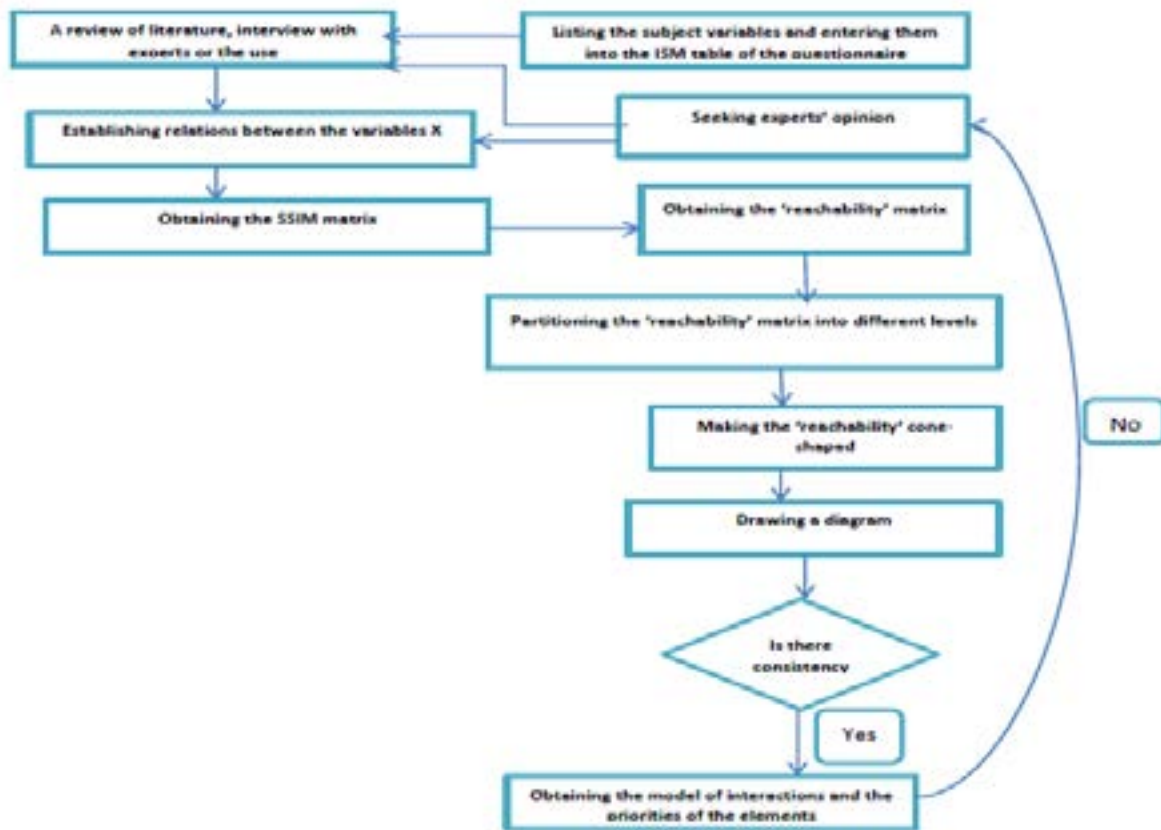 A review of literature, interview with
experts or the use
Listing the subject variables and entering them
into the ISM table of the questionnaire
Seeking experts' opinion
Establishing relations between the variables X
Obtaining the SSIM matrix
Obtaining the 'reachability' matrix
Partitioning the 'reachability' matrix into different levels
Making the 'reachability' cone-
shaped
No
Drawing a diagram
Is there
consistency
Yes
Obtaining the model of interactions and the
priorities of the elements